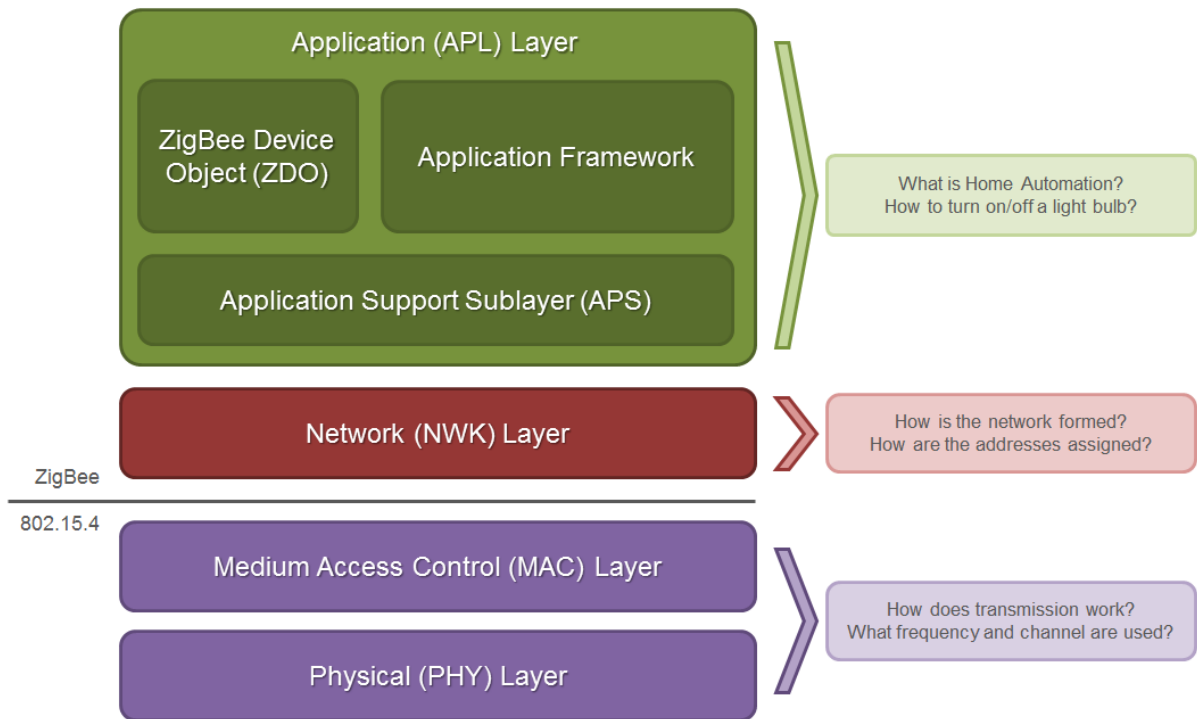 Application (APL) Layer
ZigBee Device
Object (ZDO)
Application Framework
Application Support Sublayer (APS)
What is Home Automation?
How to turn on/off a light bulb?
Network (NWK) Layer
How is the network formed?
How are the addresses assigned?
ZigBee
802.15.4
Medium Access Control (MAC) Layer
Physical (PHY) Layer
How does transmission work?
What frequency and channel are used?